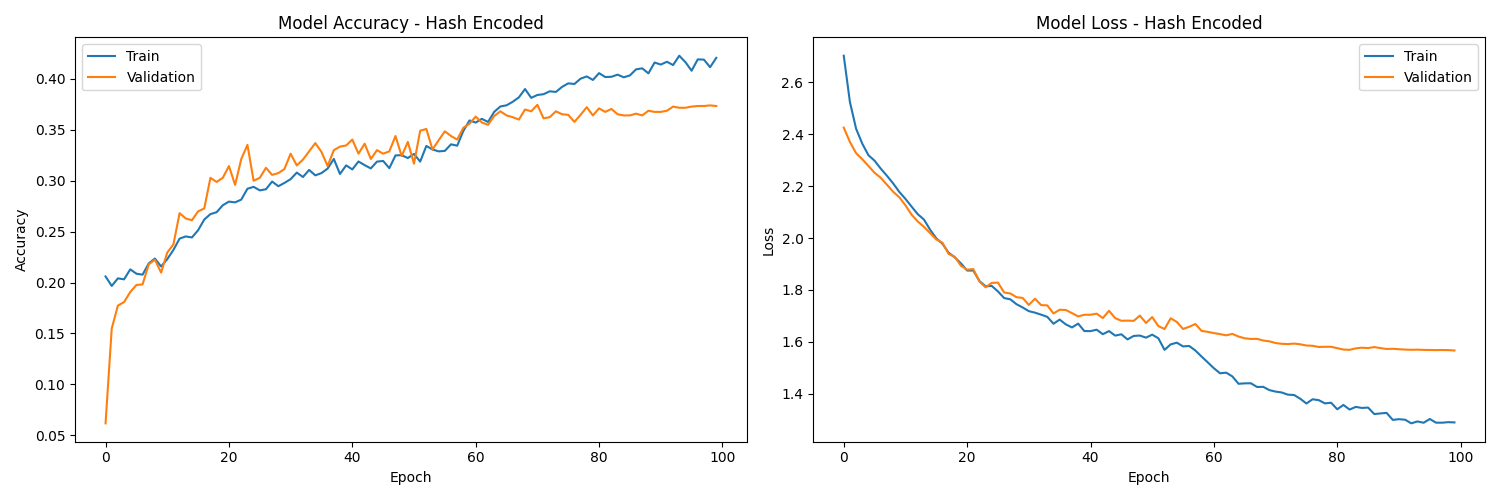 Model Accuracy - Hash Encoded
Train
Validation
0.40
0.35
0.30
0.25
0.20
0.15
0.10
0.05
Accuracy
0 20 40 60 80 100
Epoch
Model Loss - Hash Encoded
Train
Validation
2.6
2.4
2.2
2.0
1.8
1.6
1.4
Loss
0 20 40 60 80 100
Epoch